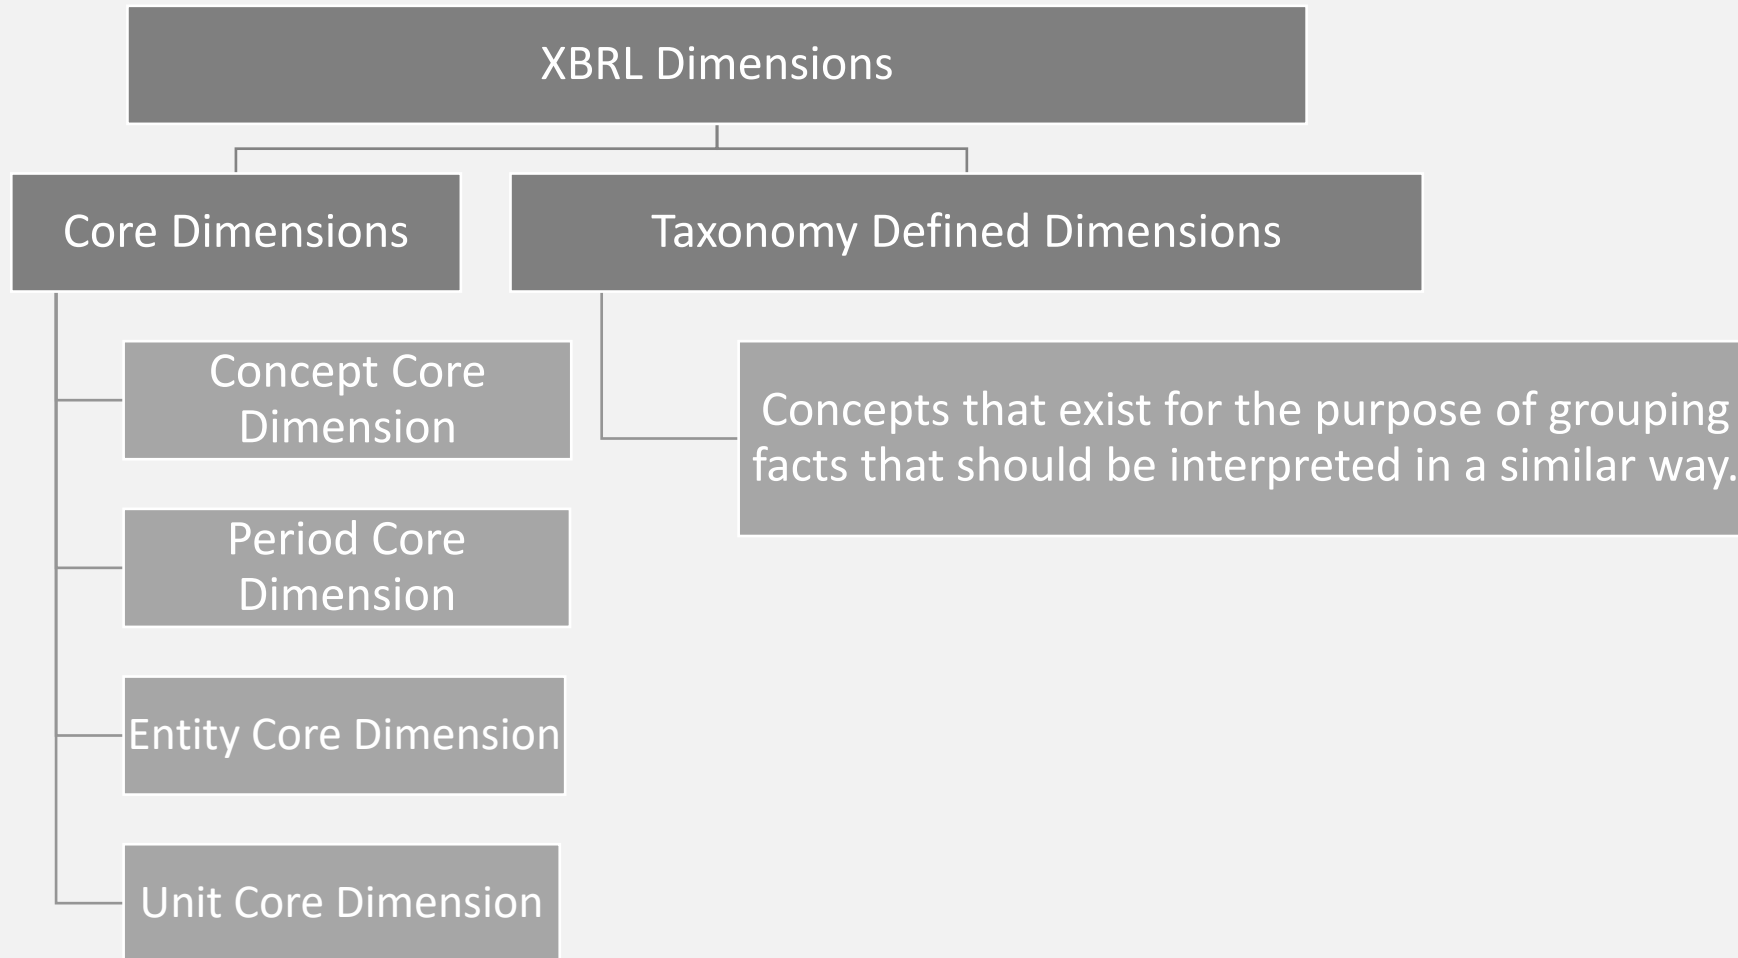 XBRL Dimensions
Core Dimensions
Taxonomy Defined Dimensions
Concept Core
Dimension
Period Core
Dimension
Entity Core Dimension
Unit Core Dimension
Concepts that exist for the purpose of grouping
facts that should be interpreted in a similar way.